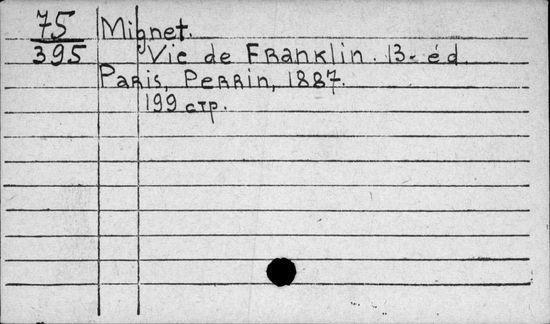 75
395
Mignet.
Vie de Franklin. 13-éd.
Paris, Perrin, 1887.
199 стр.